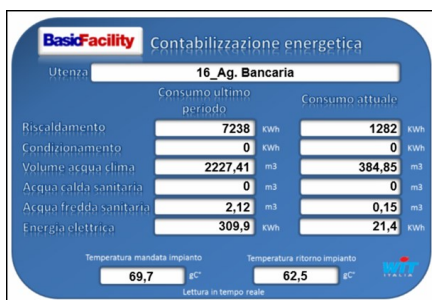 BasicFacility Contabilizzazione energetica
Utenza 16_Ag. Bancaria
Consumo ultimo periodo Consumo attuale
Riscaldamento 7238 KWh 1282 KWh
Condizionamento 0 KWh 0 KWh
Volume acqua clima 2227,41 m3 384,85 m3
Acqua calda sanitaria 0 m3 0 m3
Acqua fredda sanitaria 2,12 m3 0,15 m3
Energia elettrica 309,9 KWh 21,4 KWh
Temperatura mandata impianto Temperatura ritorno impianto
69,7 gC° 62,5 gC°
Lettura in tempo reale
wit
ITALIA